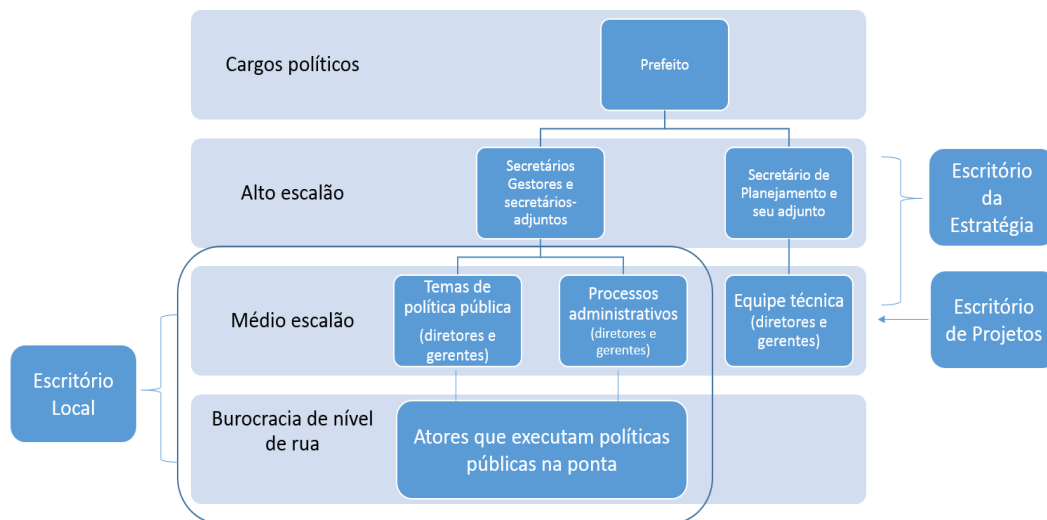 Cargos políticos
Prefeito
Alto escalão
Secretários
Gestores e
secretários-
adjuntos
Secretário de
Planejamento e
seu adjunto
Escritório
da
Estratégia
Médio escalão
Temas de
política pública
(diretores e
gerentes)
Processos
administrativos
(diretores e
gerentes)
Equipe técnica
(diretores e
gerentes)
Escritório
de Projetos
Escritório
Local
Burocracia de nível
de rua
Atores que executam políticas
públicas na ponta